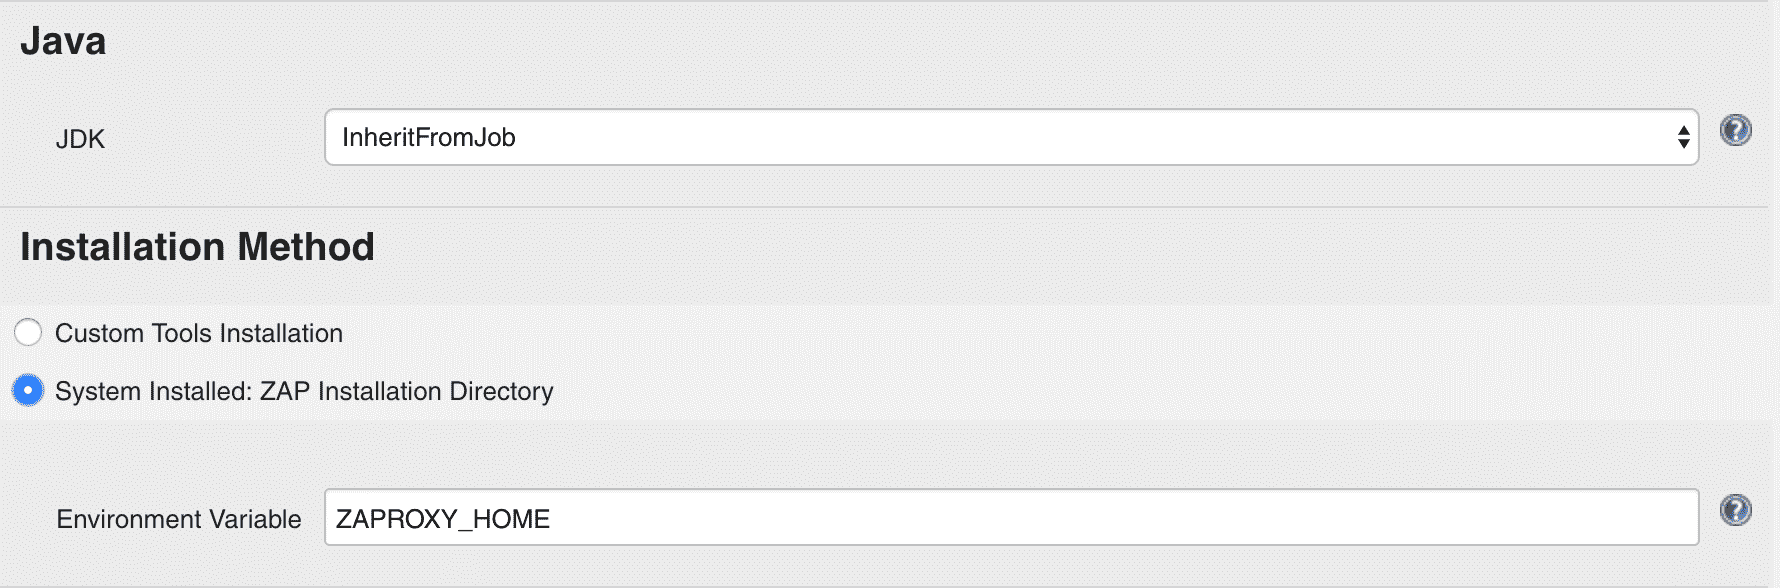 Java
JDK InheritFromJob
Installation Method
Custom Tools Installation
System Installed: ZAP Installation Directory
Environment Variable ZAPROXY_HOME